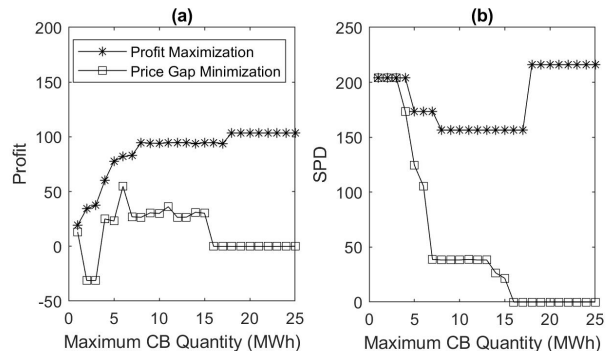 (a)
200
150
100
50
0
-50
Profit
Profit Maximization
Price Gap Minimization
0 5 10 15 20 25
Maximum CB Quantity (MWh)
(b)
250
200
150
100
50
0
SPD
0 5 10 15 20 25
Maximum CB Quantity (MWh)